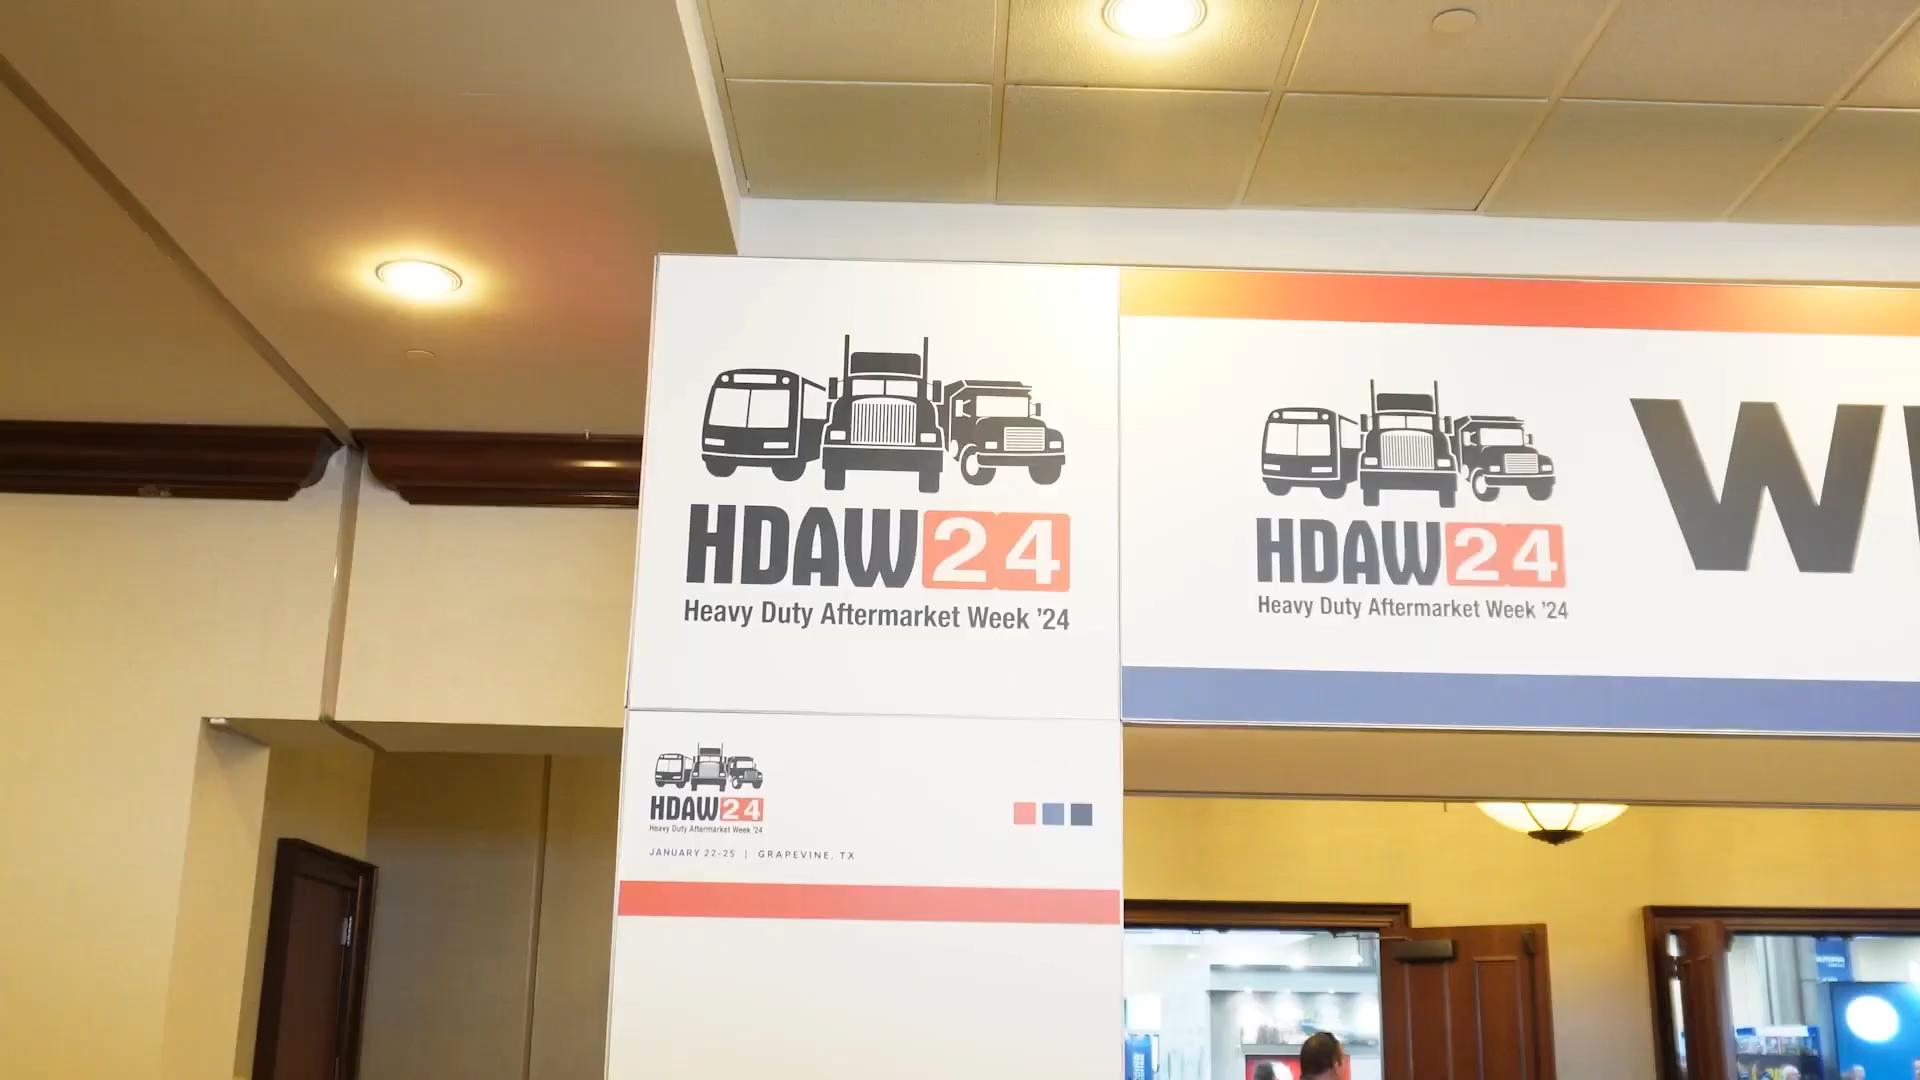 HDAW24
Heavy Duty Aftermarket Week '24
HDAW24
Heavy Duty Aftermarket Week '24
W
HDAW24
Heavy Duty Aftermarket Week '24
JANUARY 22-25 | GRAPEVINE, TX